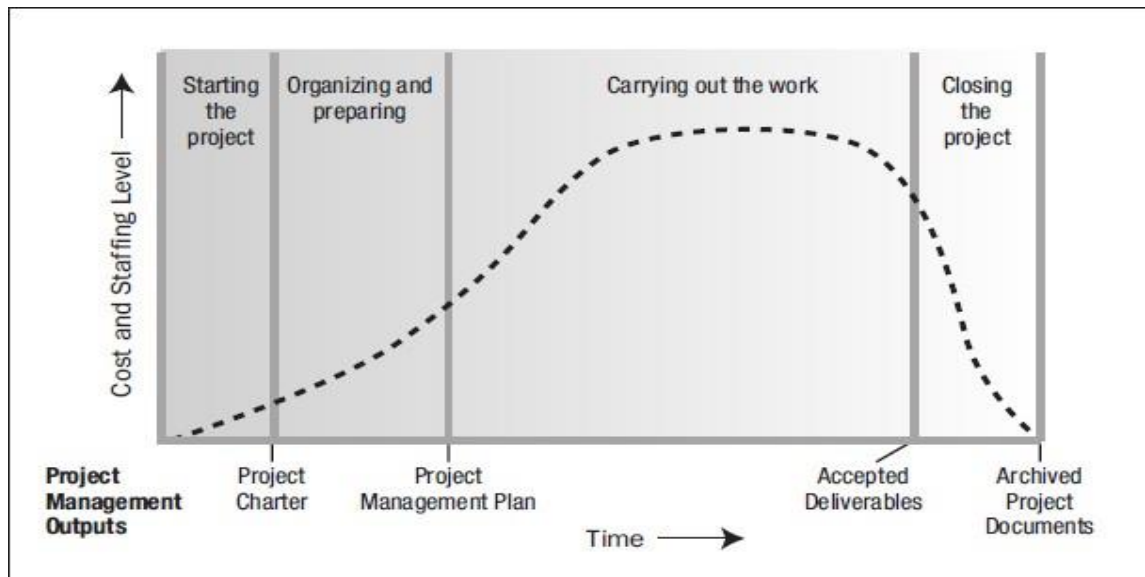 Starting
the
project
Organizing and
preparing
Carrying out the work
Closing
the
project
Cost and Staffing Level
Project
Management
Outputs
Project
Charter
Project
Management Plan
Accepted
Deliverables
Archived
Project
Documents
Time